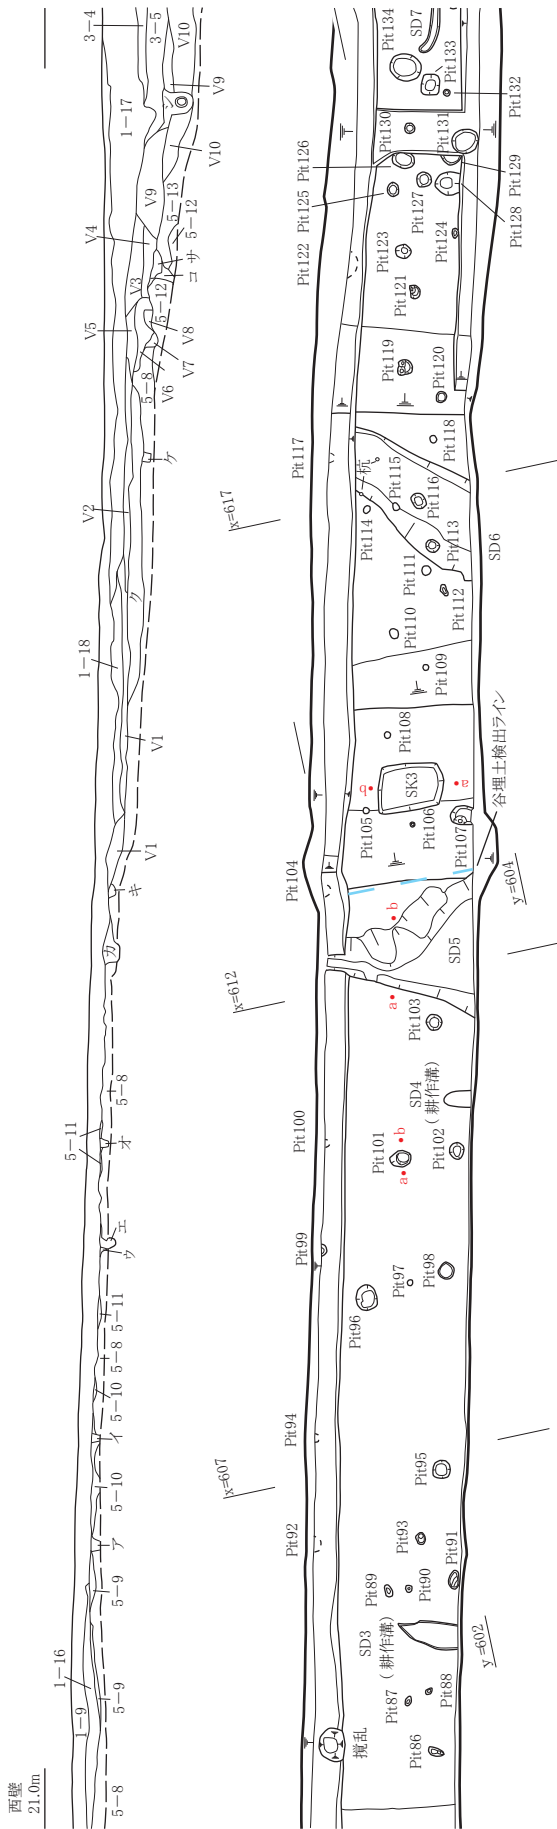 西壁
21.0m
5-8
1-9
1-16
5-9
5-9
ア
5-10
イ
5-10
5-8
5-11
ウ
エ
5-11
オ
5-8
カ
キ
V1
V1
1-18
ク
V2
ケ
V5
V4
V3
5-8
V6
V7
V8
5-12
コ
サ
5-12
5-13
V9
1-17
V10
シ
V9
V10
3-5
3-4
攪乱
Pit86
Pit87
Pit88
SD3
(耕作溝)
y=602
Pit89
Pit90
Pit91
Pit92
Pit93
x=607
Pit94
Pit95
Pit96
Pit97
Pit98
Pit99
Pit100
Pit101
a
b
Pit102
SD4
(耕作溝)
Pit103
x=612
a
b
SD5
y=604
谷埋土検出ライン
Pit104
Pit105
Pit106
Pit107
SK3
b
a
Pit108
Pit109
Pit110
Pit111
Pit112
Pit113
Pit114
Pit115
Pit116
杭
SD6
x=617
Pit117
Pit118
Pit119
Pit120
Pit121
Pit122
Pit123
Pit124
Pit125
Pit126
Pit127
Pit128
Pit129
Pit130
Pit131
Pit132
Pit133
Pit134
SD7